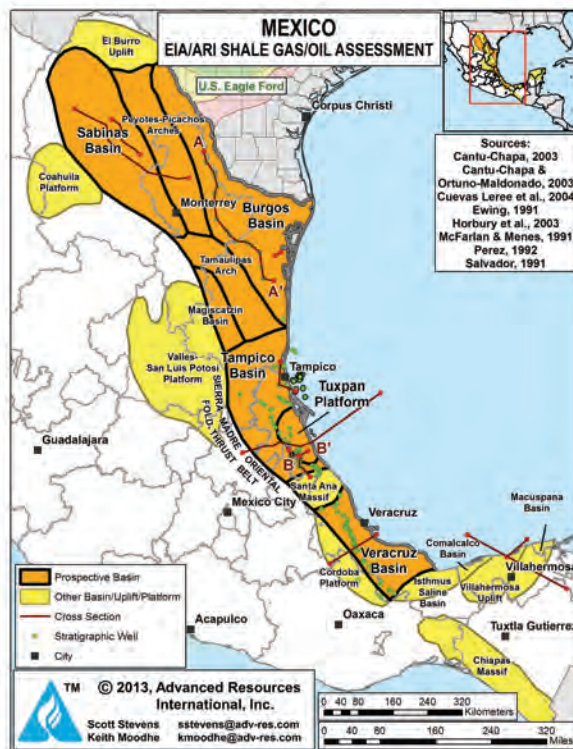 MEXICO
EIA/ARI SHALE GAS/OIL ASSESSMENT
El Burro
Uplift
U.S. Eagle Ford
Corpus Christi
Peyotes-Picachos
Arches
Sabinas
Basin
A
Coahuila
Platform
Monterrey
Burgos
Basin
Sources:
Cantu-Chapa, 2003
Cantu-Chapa &
Ortuno-Maldonado, 2003
Cuevas Leree et al., 2004
Ewing, 1991
Horbury et al., 2003
McFarlan & Menes, 1991
Perez, 1992
Salvador, 1991
Tamaulipas
Arch
A'
Magiscatzin
Basin
Valles-
San Luis Potosi
Platform
Tampico
Basin
Tampico
Tuxpan
Platform
SIERRA MADRE ORIENTAL
FOLD-THRUST BELT
Guadalajara
B
B'
Santa Ana
Massif
Mexico City
Veracruz
Macuspana
Basin
Comalcalco
Basin
Villahermosa
Veracruz
Basin
Cordoba
Platform
Isthmus
Saline
Basin
Villahermosa
Uplift
Oaxaca
Tuxtla Gutierrez
Acapulco
Chiapas
Massif
Prospective Basin
Other Basin/Uplift/Platform
Cross Section
Stratigraphic Well
City
TM
© 2013, Advanced Resources
International, Inc.
Scott Stevens sstevens@adv-res.com
Keith Moodhe kmoodhe@adv-res.com
0 40 80 160 240 320
Kilometers
0 40 80 160 240 320
Miles